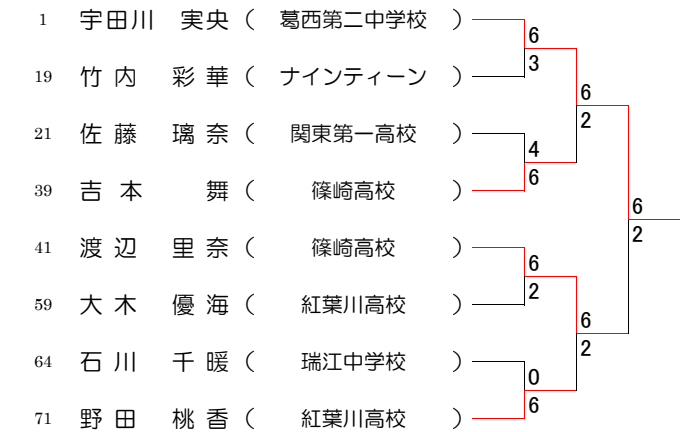 1 宇田川 実央 ( 葛西第二中学校 )
6
19 竹内 彩華 ( ナインティーン )
3
6
2
21 佐藤 璃奈 ( 関東第一高校 )
4
39 吉本 舞 ( 篠崎高校 )
6
6
2
41 渡辺 里奈 ( 篠崎高校 )
6
59 大木 優海 ( 紅葉川高校 )
2
6
2
64 石川 千暖 ( 瑞江中学校 )
0
71 野田 桃香 ( 紅葉川高校 )
6